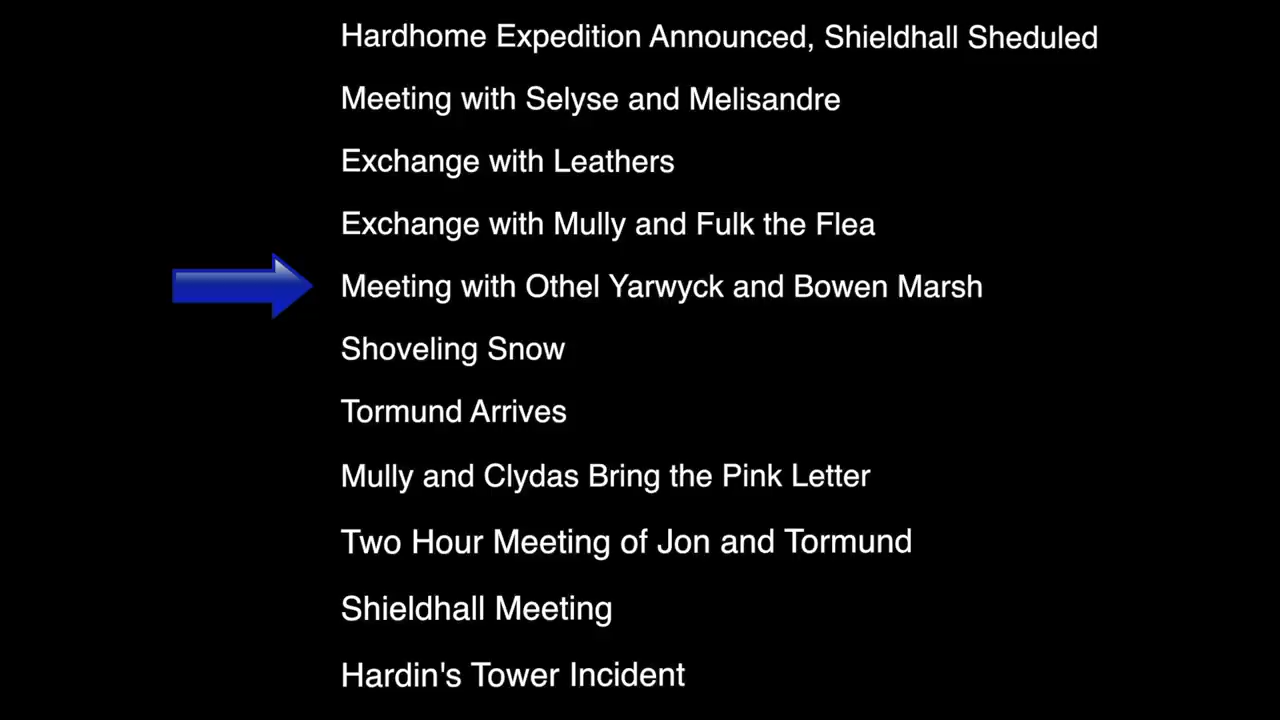 Hardhome Expedition Announced, Shieldhall Sheduled
Meeting with Selyse and Melisandre
Exchange with Leathers
Exchange with Mully and Fulk the Flea
Meeting with Othel Yarwyck and Bowen Marsh
Shoveling Snow
Tormund Arrives
Mully and Clydas Bring the Pink Letter
Two Hour Meeting of Jon and Tormund
Shieldhall Meeting
Hardin's Tower Incident